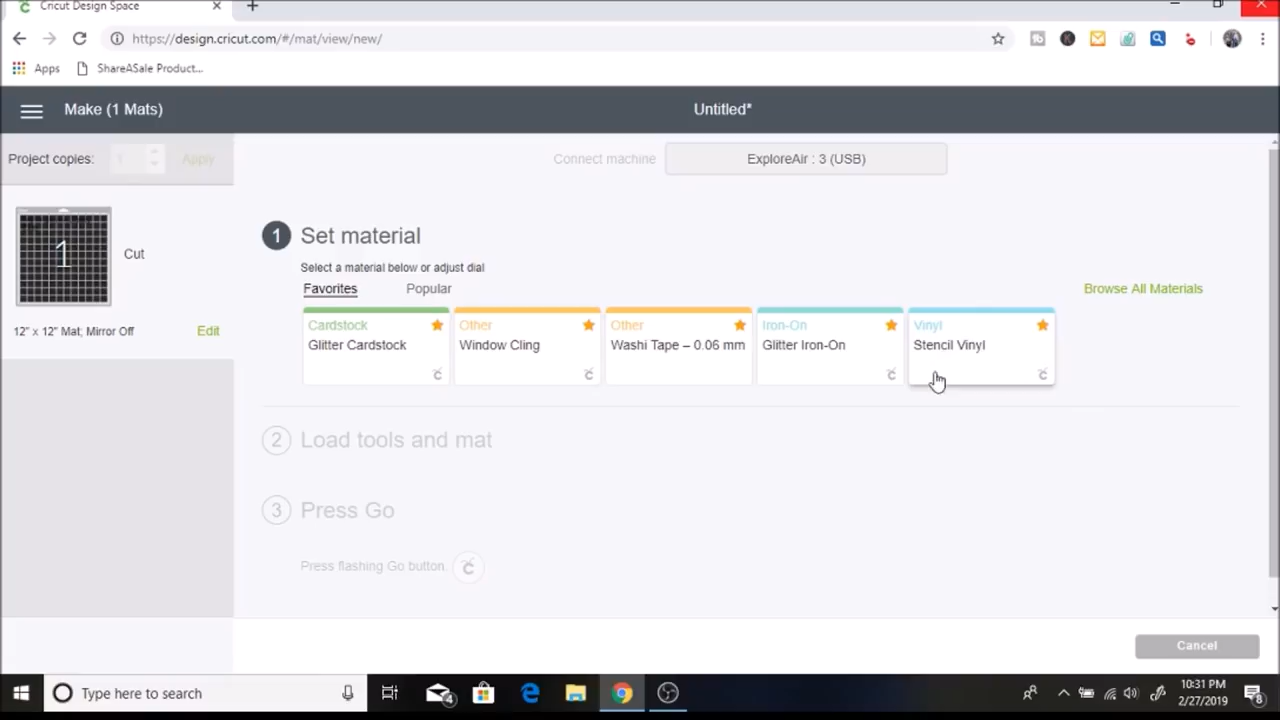 Cricut Design Space
https://design.cricut.com/#/mat/view/new/
Apps
ShareASale Product...
Make (1 Mats)
Untitled*
Project copies: 1 Apply
Connect machine
ExploreAir : 3 (USB)
1
Cut
12" x 12" Mat; Mirror Off
Edit
1 Set material
Select a material below or adjust dial
Favorites
Popular
Browse All Materials
Cardstock
Glitter Cardstock
Other
Window Cling
Other
Washi Tape – 0.06 mm
Iron-On
Glitter Iron-On
Vinyl
Stencil Vinyl
2 Load tools and mat
3 Press Go
Press flashing Go button.
Cancel
Type here to search
4
10:31 PM
2/27/2019
8